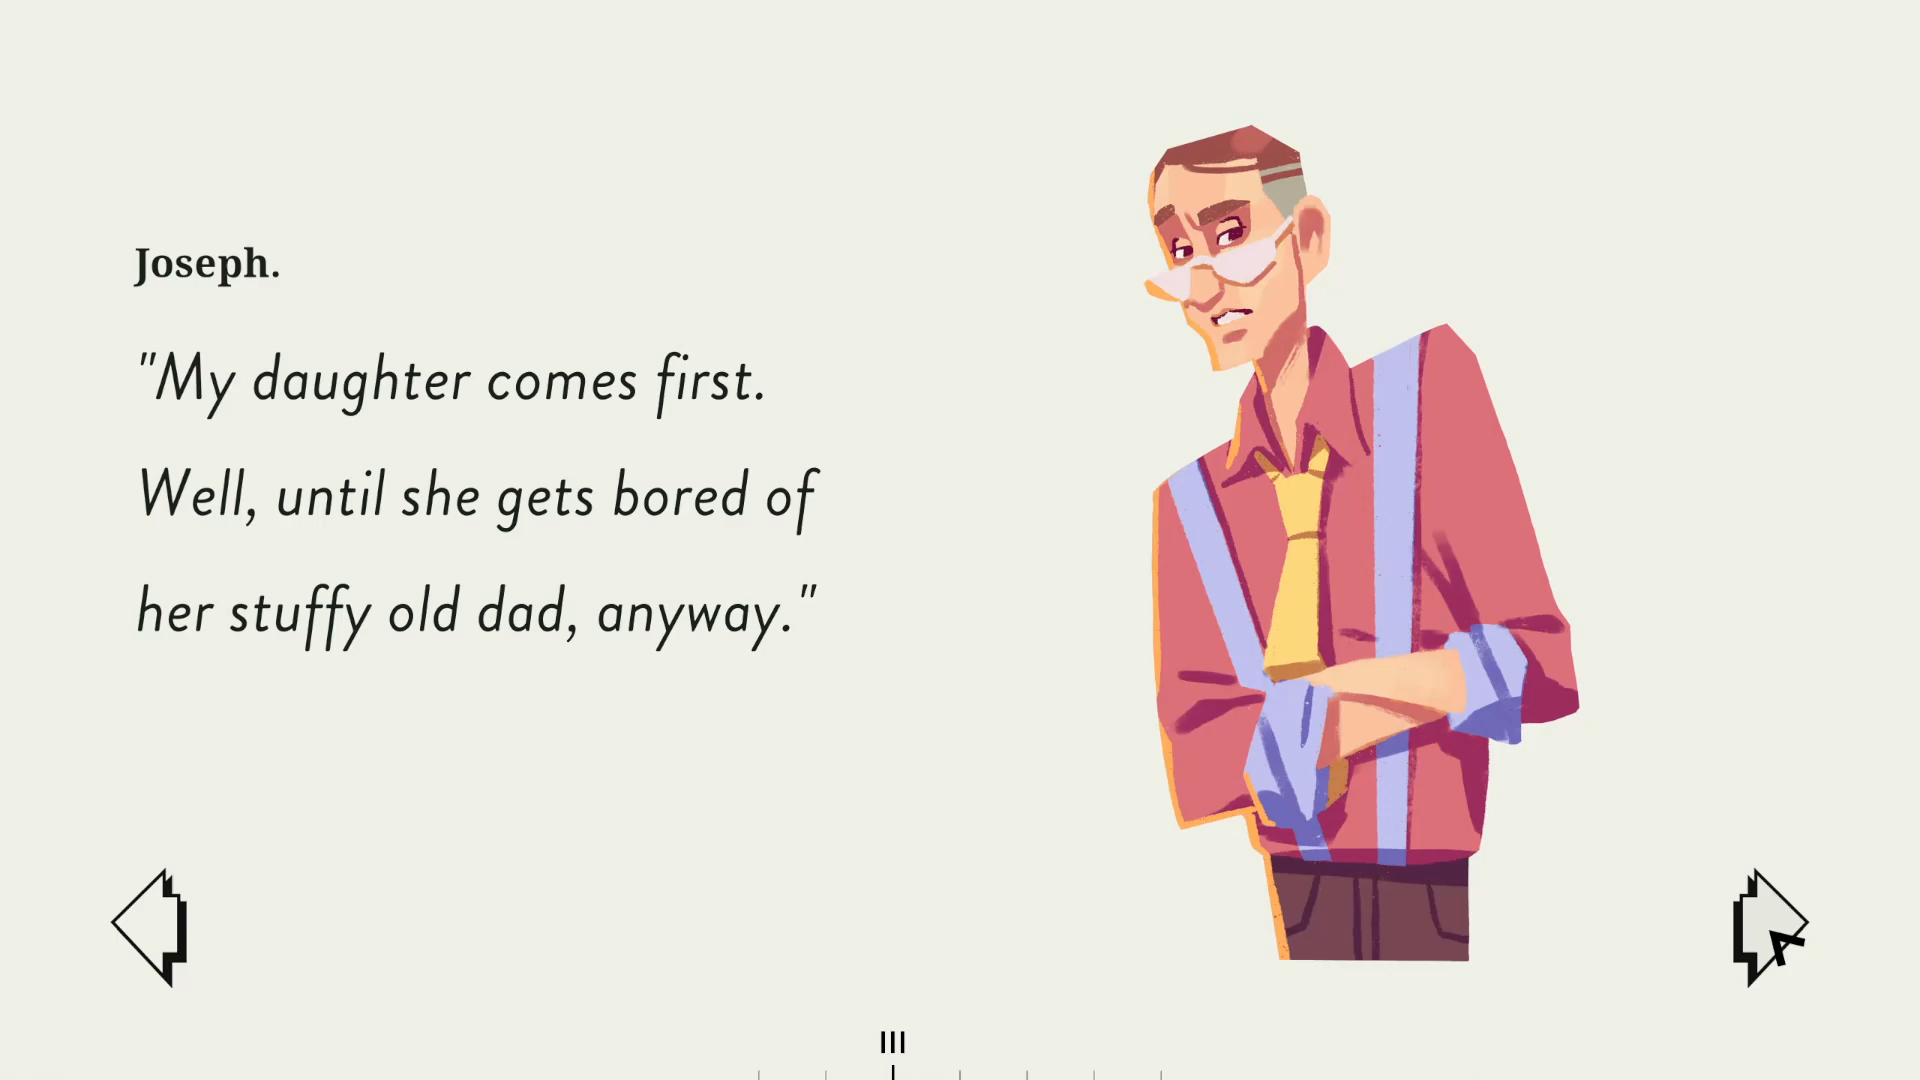 Joseph.
"My daughter comes first.
Well, until she gets bored of
her stuffy old dad, anyway."
III